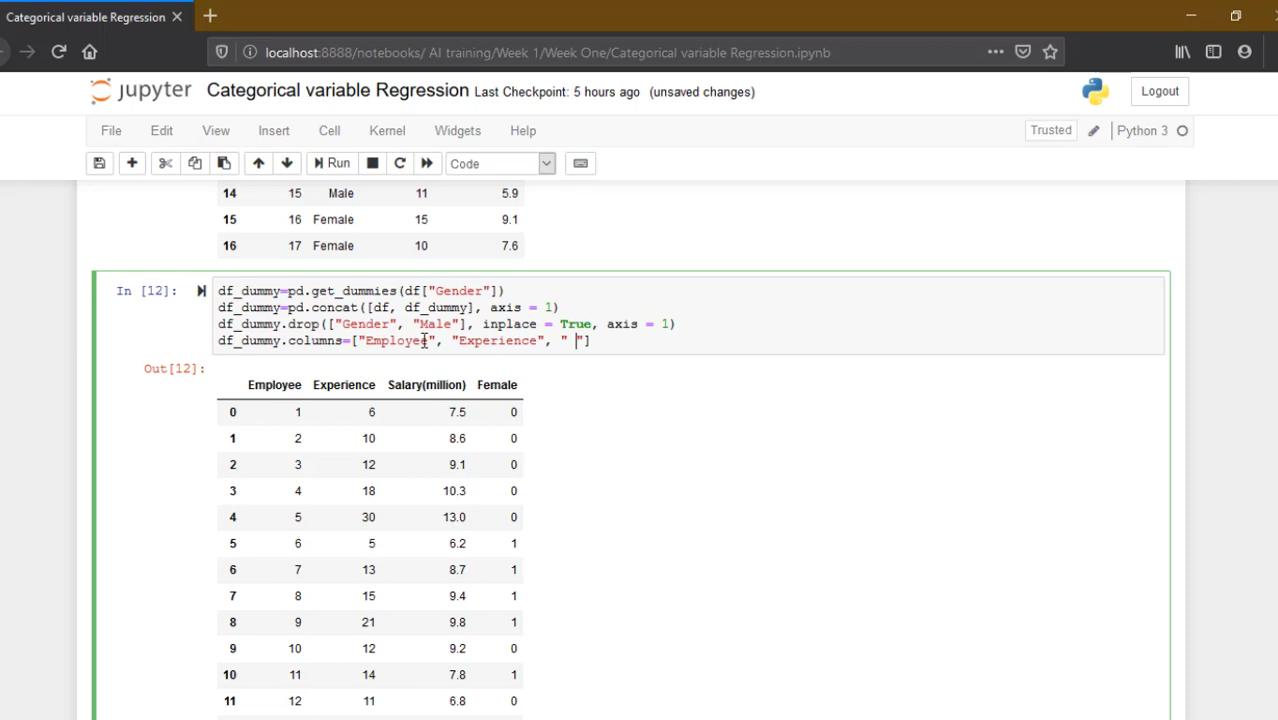 Categorical variable Regression
localhost:8888/notebooks/ AI training/Week 1/Week One/Categorical variable Regression.ipynb
jupyter Categorical variable Regression Last Checkpoint: 5 hours ago (unsaved changes) Logout
File Edit View Insert Cell Kernel Widgets Help Trusted Python 3
Run Code
14 15 Male 11 5.9
15 16 Female 15 9.1
16 17 Female 10 7.6
In [12]: df_dummy=pd.get_dummies(df["Gender"])
df_dummy=pd.concat([df, df_dummy], axis = 1)
df_dummy.drop(["Gender", "Male"], inplace = True, axis = 1)
df_dummy.columns=["Employee", "Experience", " "]
Out[12]:
Employee Experience Salary(million) Female
0 1 6 7.5 0
1 2 10 8.6 0
2 3 12 9.1 0
3 4 18 10.3 0
4 5 30 13.0 0
5 6 5 6.2 1
6 7 13 8.7 1
7 8 15 9.4 1
8 9 21 9.8 1
9 10 12 9.2 0
10 11 14 7.8 1
11 12 11 6.8 0